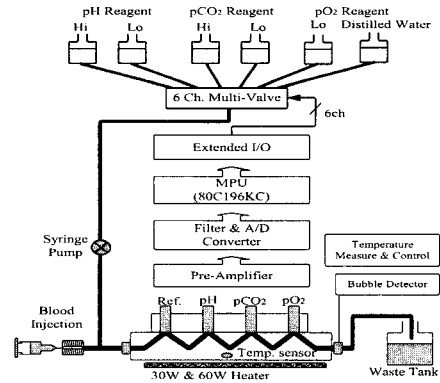 pH Reagent pCO₂ Reagent pO₂ Reagent
Hi Lo Hi Lo Lo Distilled Water
6 Ch. Multi-Valve
6ch
Extended I/O
MPU
(80C196KC)
Filter & A/D
Converter
Syringe
Pump
Temperature
Measure & Control
Pre-Amplifier
Bubble Detector
Blood
Injection
Ref. pH pCO₂ pO₂
Temp. sensor
30W & 60W Heater
Waste Tank